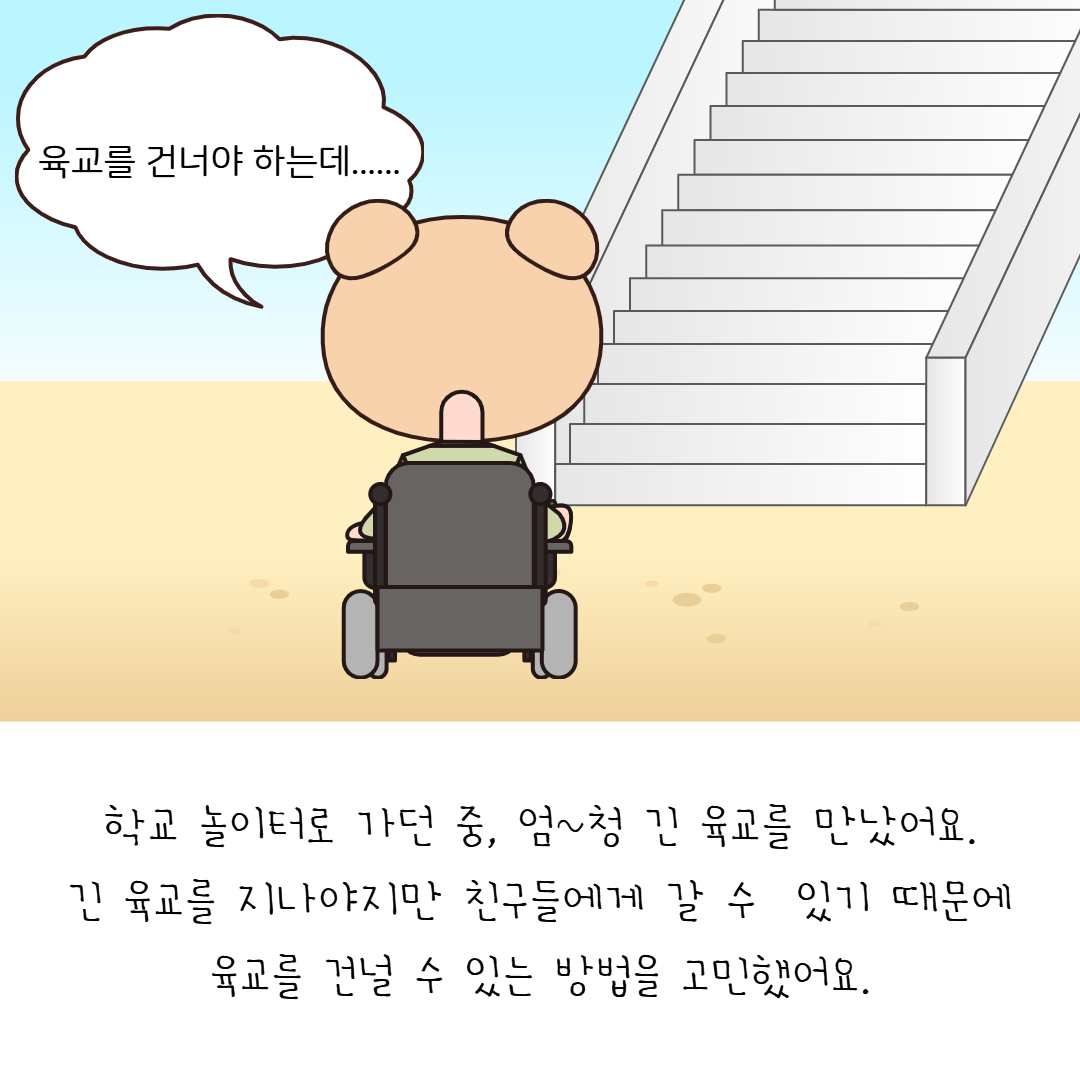 육교를 건너야 하는데......
학교 놀이터로 가던 중, 엄~청 긴 육교를 만났어요.
긴 육교를 지나야지만 친구들에게 갈 수 있기 때문에
육교를 건널 수 있는 방법을 고민했어요.